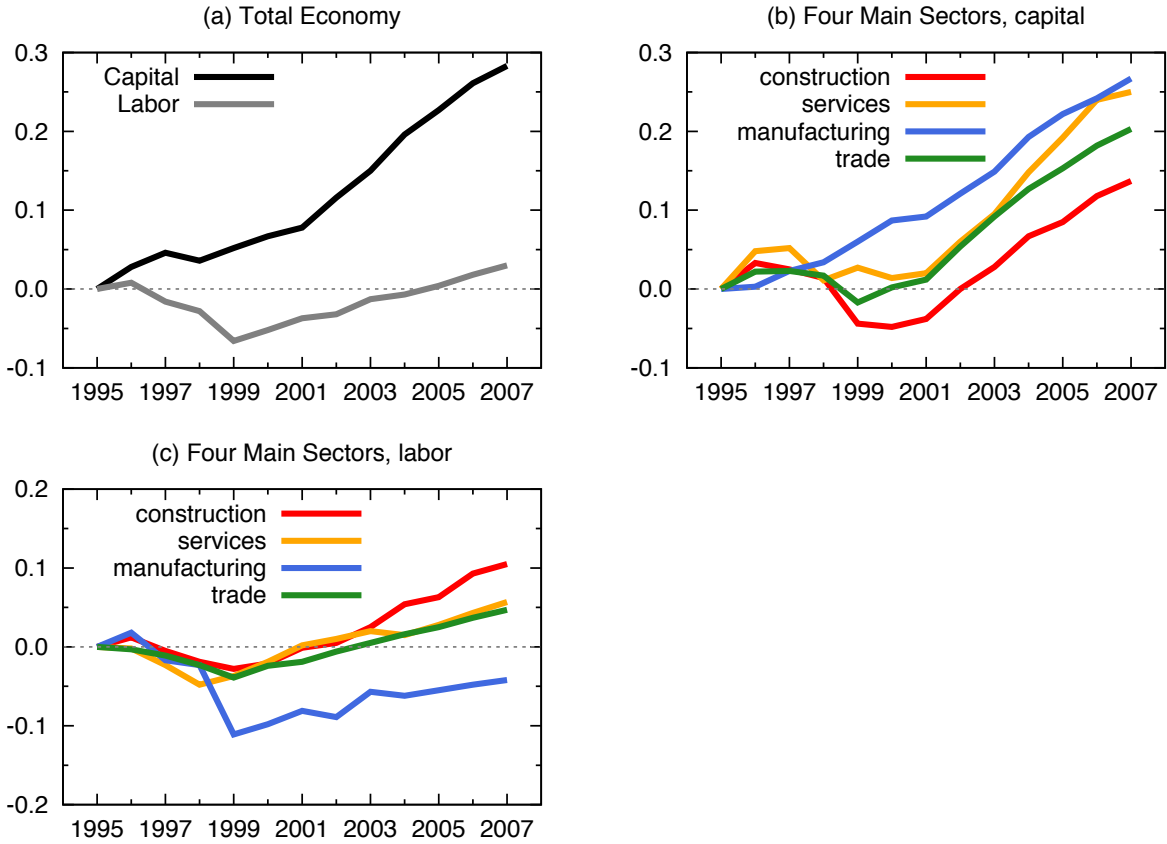 (a) Total Economy
0.3
0.2
0.1
0.0
-0.1
Capital
Labor
1995 1997 1999 2001 2003 2005 2007
(b) Four Main Sectors, capital
0.3
0.2
0.1
0.0
-0.1
construction
services
manufacturing
trade
1995 1997 1999 2001 2003 2005 2007
(c) Four Main Sectors, labor
0.2
0.1
0.0
-0.1
-0.2
construction
services
manufacturing
trade
1995 1997 1999 2001 2003 2005 2007